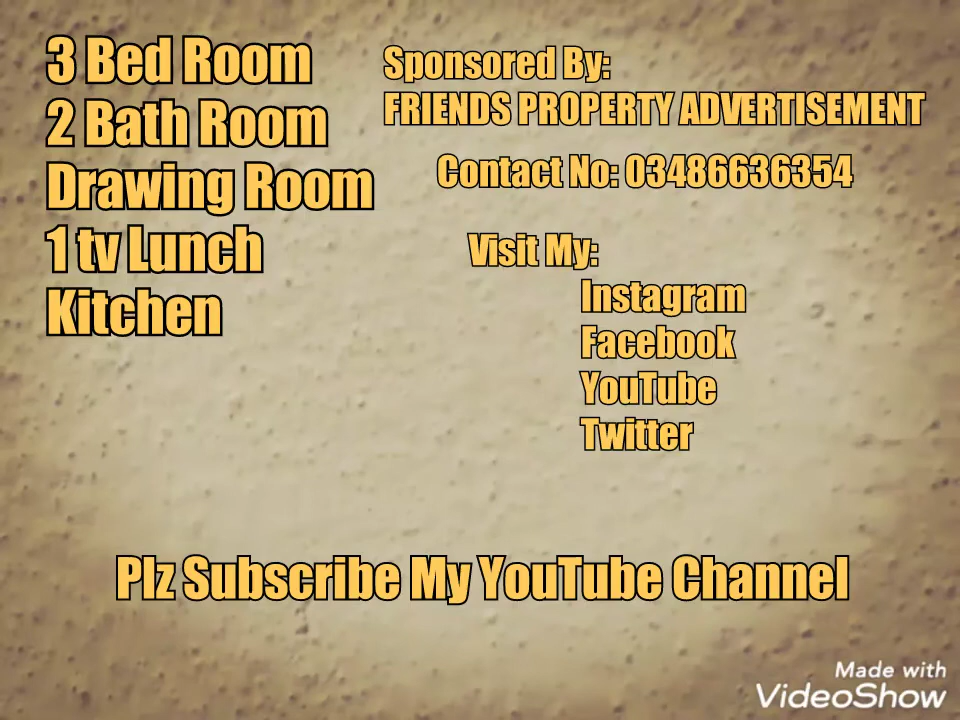 3 Bed Room
2 Bath Room
Drawing Room
1 tv Lunch
Kitchen
Sponsored By:
FRIENDS PROPERTY ADVERTISEMENT
Contact No: 03486636354
Visit My:
Instagram
Facebook
YouTube
Twitter
Plz Subscribe My YouTube Channel
Made with
VideoShow